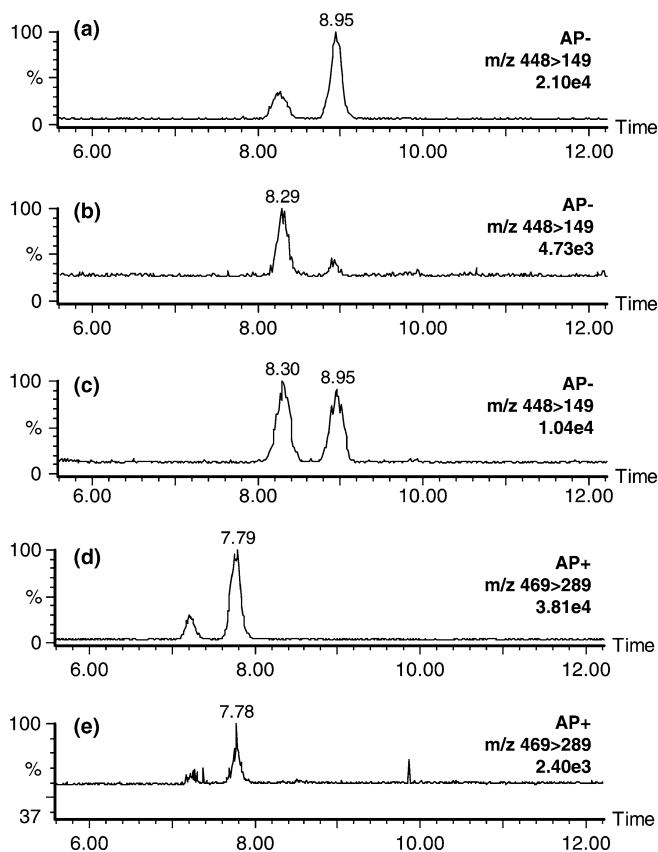 (a)
8.95
AP-
m/z 448>149
2.10e4
100
%
0
Time
6.00 8.00 10.00 12.00
(b)
8.29
AP-
m/z 448>149
4.73e3
100
%
0
Time
6.00 8.00 10.00 12.00
(c)
8.30 8.95
AP-
m/z 448>149
1.04e4
100
%
0
Time
6.00 8.00 10.00 12.00
(d)
7.79
AP+
m/z 469>289
3.81e4
100
%
0
Time
6.00 8.00 10.00 12.00
(e)
7.78
AP+
m/z 469>289
2.40e3
100
%
37
Time
6.00 8.00 10.00 12.00